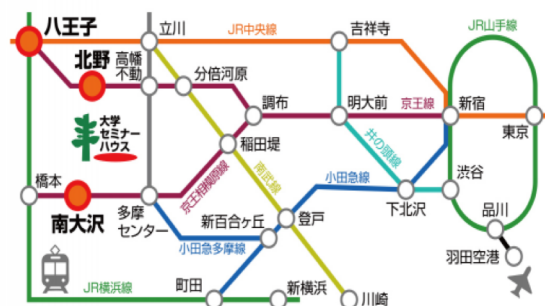 八王子
立川
JR中央線
吉祥寺
JR山手線
北野
高幡
不動
分倍河原
調布
明大前
京王線
新宿
東京
大学
セミナー
ハウス
稲田堤
井の頭線
橋本
南大沢
京王相模原線
南武線
小田急線
渋谷
下北沢
多摩
センター
新百合ヶ丘
登戸
品川
小田急多摩線
羽田空港
JR横浜線
町田
新横浜
川崎